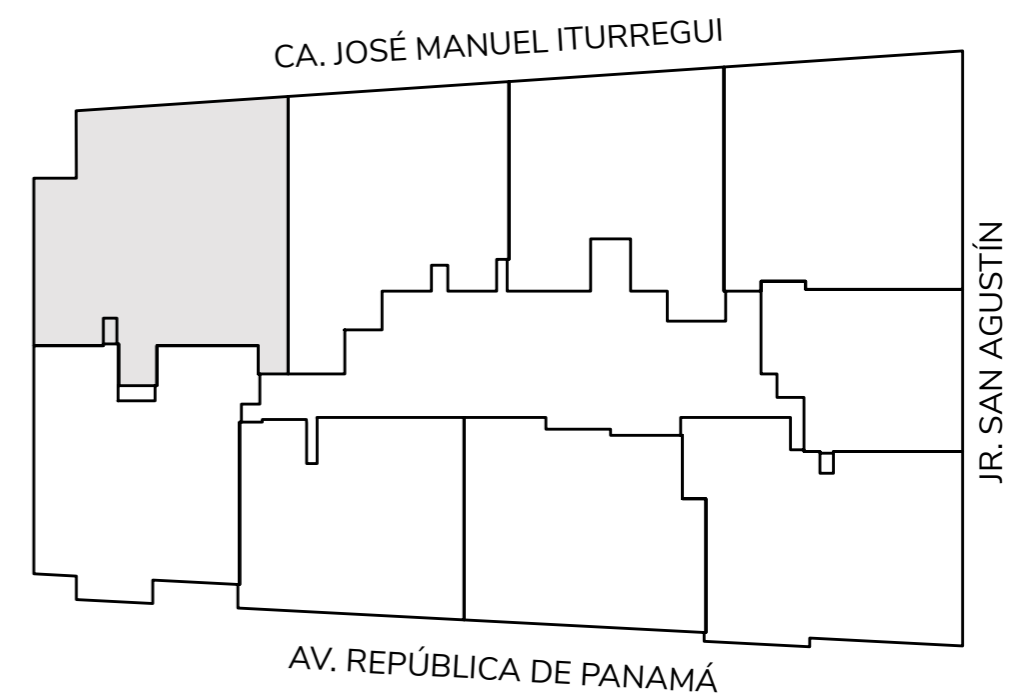 CA. JOSÉ MANUEL ITURREGUI
JR. SAN AGUSTÍN
AV. REPÚBLICA DE PANAMÁ